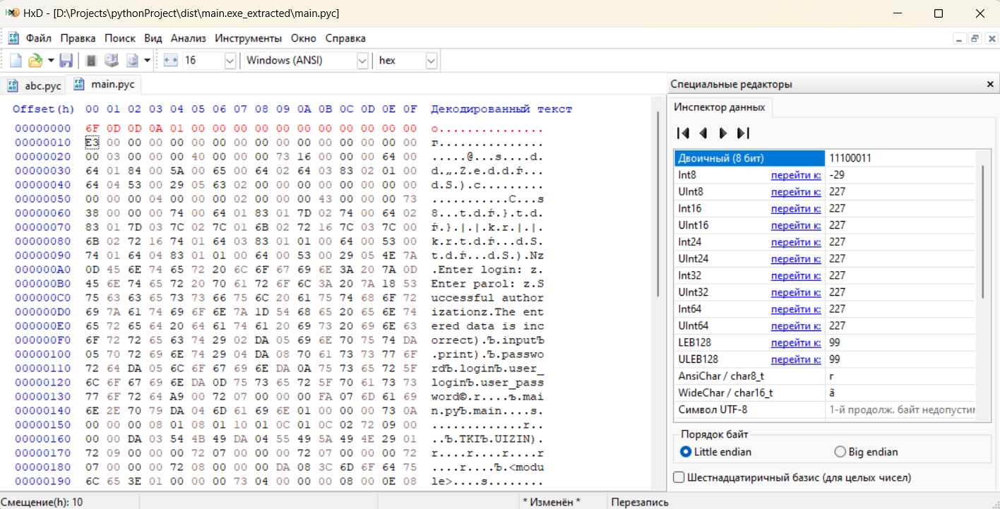 HxD - [D:\Projects\pythonProject\dist\main.exe_extracted\main.pyc]
Файл Правка Поиск Вид Анализ Инструменты Окно Справка
16 Windows (ANSI) hex
abc.pyc main.pyc
Offset(h) 00 01 02 03 04 05 06 07 08 09 0A 0B 0C 0D 0E 0F Декодированный текст
00000000 6F 0D 0D 0A 01 00 00 00 00 00 00 00 00 00 00 00 o...............
00000010 E3 00 00 00 00 00 00 00 00 00 00 00 00 00 00 00 г...............
00000020 00 03 00 00 00 40 00 00 00 73 16 00 00 00 64 00 .....@...s....d.
00000030 64 01 84 00 5A 00 65 00 64 02 64 03 83 02 01 00 d.„.Z.e.d.d.ѓ...
00000040 64 04 53 00 29 05 63 02 00 00 00 00 00 00 00 00 d.S.).c.........
00000050 00 00 00 04 00 00 00 02 00 00 00 43 00 00 00 73 ...........C...s
00000060 38 00 00 00 74 00 64 01 83 01 7D 02 74 00 64 02 8...t.d.ѓ.}.t.d.
00000070 83 01 7D 03 7C 02 7C 01 6B 02 72 16 7C 03 7C 00 ѓ.}.|.|.k.r.|.|.
00000080 6B 02 72 16 74 01 64 03 83 01 01 00 64 00 53 00 k.r.t.d.ѓ...d.S.
00000090 74 01 64 04 83 01 01 00 64 00 53 00 29 05 4E 7A t.d.ѓ...d.S.).Nz
000000A0 0D 45 6E 74 65 72 20 6C 6F 67 69 6E 3A 20 7A 0D .Enter login: z.
000000B0 45 6E 74 65 72 20 70 61 72 6F 6C 3A 20 7A 18 53 Enter parol: z.S
000000C0 75 63 63 65 73 73 66 75 6C 20 61 75 74 68 6F 72 uccessful author
000000D0 69 7A 61 74 69 6F 6E 7A 1D 54 68 65 20 65 6E 74 izationz.The ent
000000E0 65 72 65 64 20 64 61 74 61 20 69 73 20 69 6E 63 ered data is inc
000000F0 6F 72 72 65 63 74 29 02 DA 05 69 6E 70 75 74 DA orrect).Ъ.inputЪ
00000100 05 70 72 69 6E 74 29 04 DA 08 70 61 73 73 77 6F .print).Ъ.passwo
00000110 72 64 DA 05 6C 6F 67 69 6E DA 0A 75 73 65 72 5F rdЪ.loginЪ.user_
00000120 6C 6F 67 69 6E DA 0D 75 73 65 72 5F 70 61 73 73 loginЪ.user_pass
00000130 77 6F 72 64 A9 00 72 07 00 00 00 FA 07 6D 61 69 word©.r....ъ.mai
00000140 6E 2E 70 79 DA 04 6D 61 69 6E 01 00 00 00 73 0A n.pyЪ.main....s.
00000150 00 00 00 08 01 08 01 10 01 0C 01 0C 02 72 09 00 .............r..
00000160 00 00 DA 03 54 4B 49 DA 04 55 49 5A 49 4E 29 01 ..Ъ.TKIЪ.UIZIN).
00000170 72 09 00 00 00 72 07 00 00 00 72 07 00 00 00 72 r....r....r....r
00000180 07 00 00 00 72 08 00 00 00 DA 08 3C 6D 6F 64 75 ....r....Ъ.<modu
00000190 6C 65 3E 01 00 00 00 73 04 00 00 00 08 00 0E 08 le>....s........
Специальные редакторы
Инспектор данных
Двоичный (8 бит) 11100011
Int8 перейти к: -29
UInt8 перейти к: 227
Int16 перейти к: 227
UInt16 перейти к: 227
Int24 перейти к: 227
UInt24 перейти к: 227
Int32 перейти к: 227
UInt32 перейти к: 227
Int64 перейти к: 227
UInt64 перейти к: 227
LEB128 перейти к: 99
ULEB128 перейти к: 99
AnsiChar / char8_t г
WideChar / char16_t ã
Символ UTF-8 1-й продолж. байт недопустим
Порядок байт
Little endian Big endian
Шестнадцатиричный базис (для целых чисел)
Смещение(h): 10 * Изменён * Перезапись